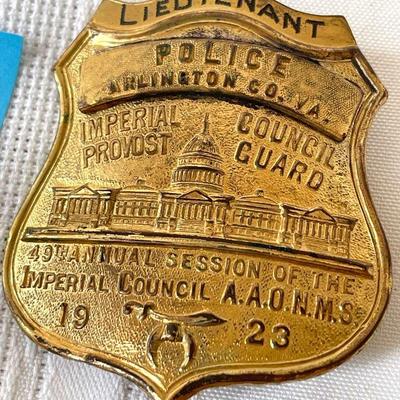 LIEUTENANT
POLICE
ARLINGTON CO. VA.
IMPERIAL COUNCIL
PROVOST GUARD
49TH ANNUAL SESSION OF THE
IMPERIAL COUNCIL A.A.O.N.M.S.
19 23